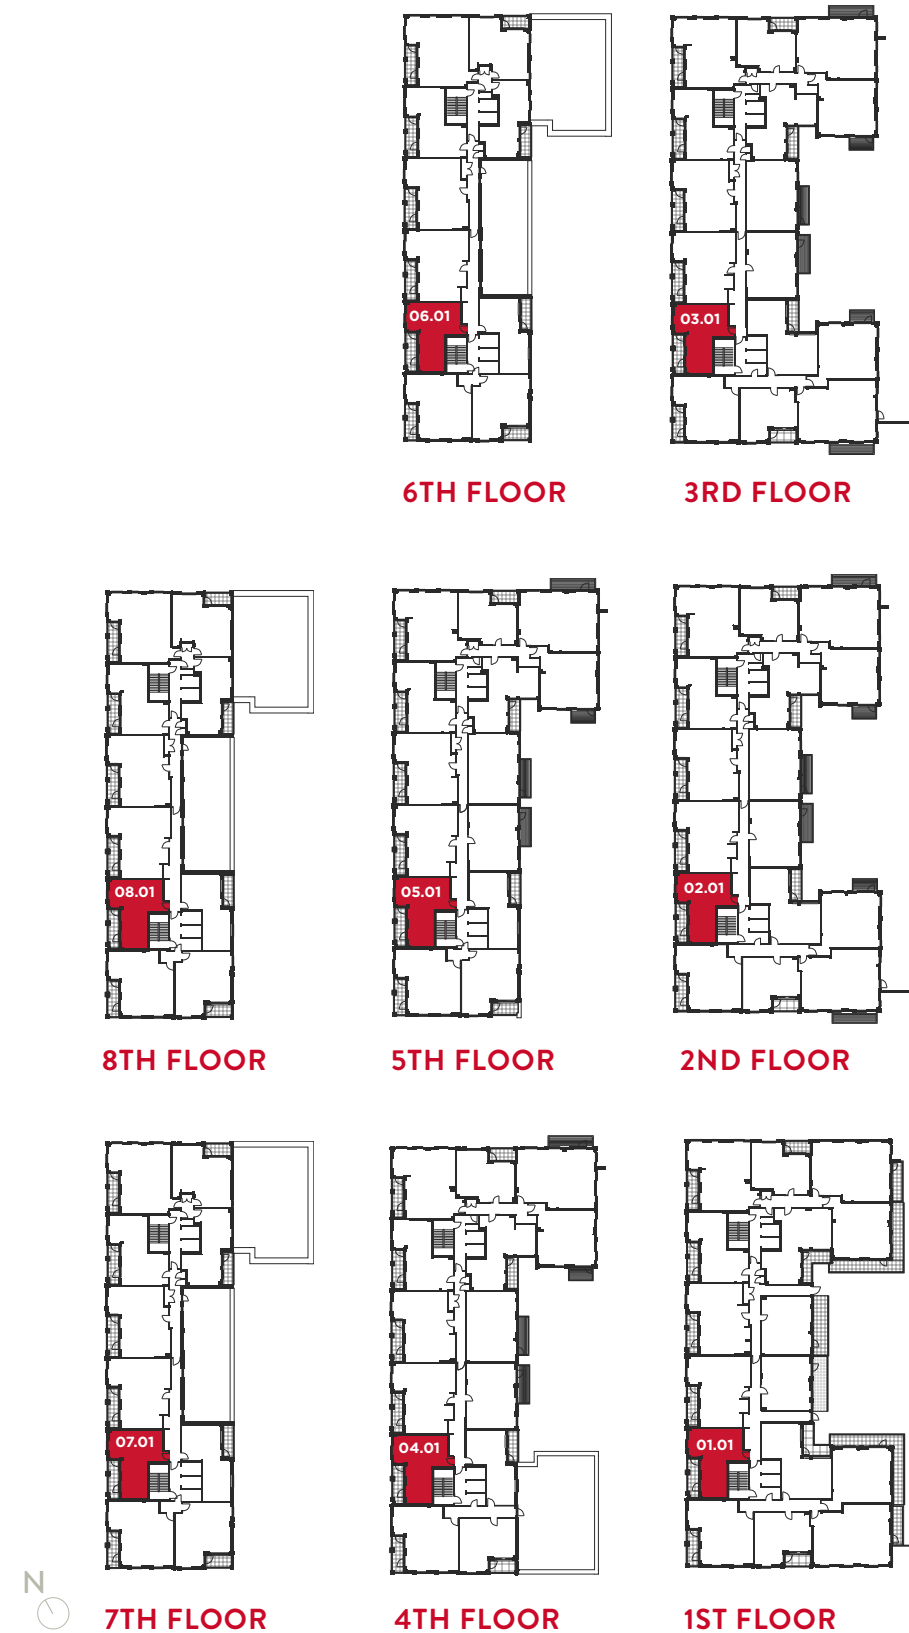 06.01
03.01
6TH FLOOR
3RD FLOOR
08.01
05.01
02.01
8TH FLOOR
5TH FLOOR
2ND FLOOR
07.01
04.01
01.01
N
7TH FLOOR
4TH FLOOR
1ST FLOOR